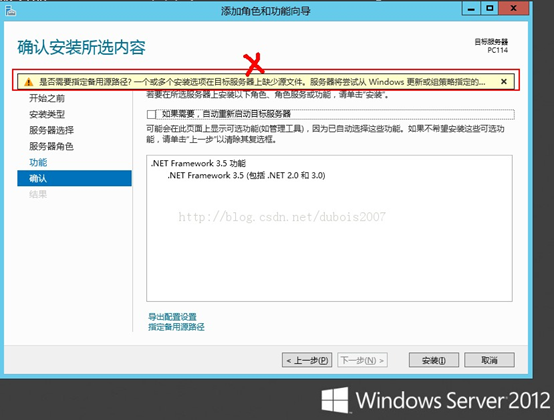 添加角色和功能向导
确认安装所选内容
目标服务器
PC114
是否需要指定备用源路径? 一个或多个安装选项在目标服务器上缺少源文件。服务器将尝试从 Windows 更新或组策略指定的...
开始之前
安装类型
服务器选择
服务器角色
功能
确认
结果
若要在所选服务器上安装以下角色、角色服务或功能，请单击“安装”。
如果需要，自动重新启动目标服务器
可能会在此页面上显示可选功能(如管理工具)，因为已自动选择这些功能。如果不希望安装这些可选功
能，请单击“上一步”以清除其复选框。
.NET Framework 3.5 功能
.NET Framework 3.5 (包括 .NET 2.0 和 3.0)
http://blog.csdn.net/dubois2007
导出配置设置
指定备用源路径
< 上一步(P)
下一步(N) >
安装(I)
取消
Windows Server 2012